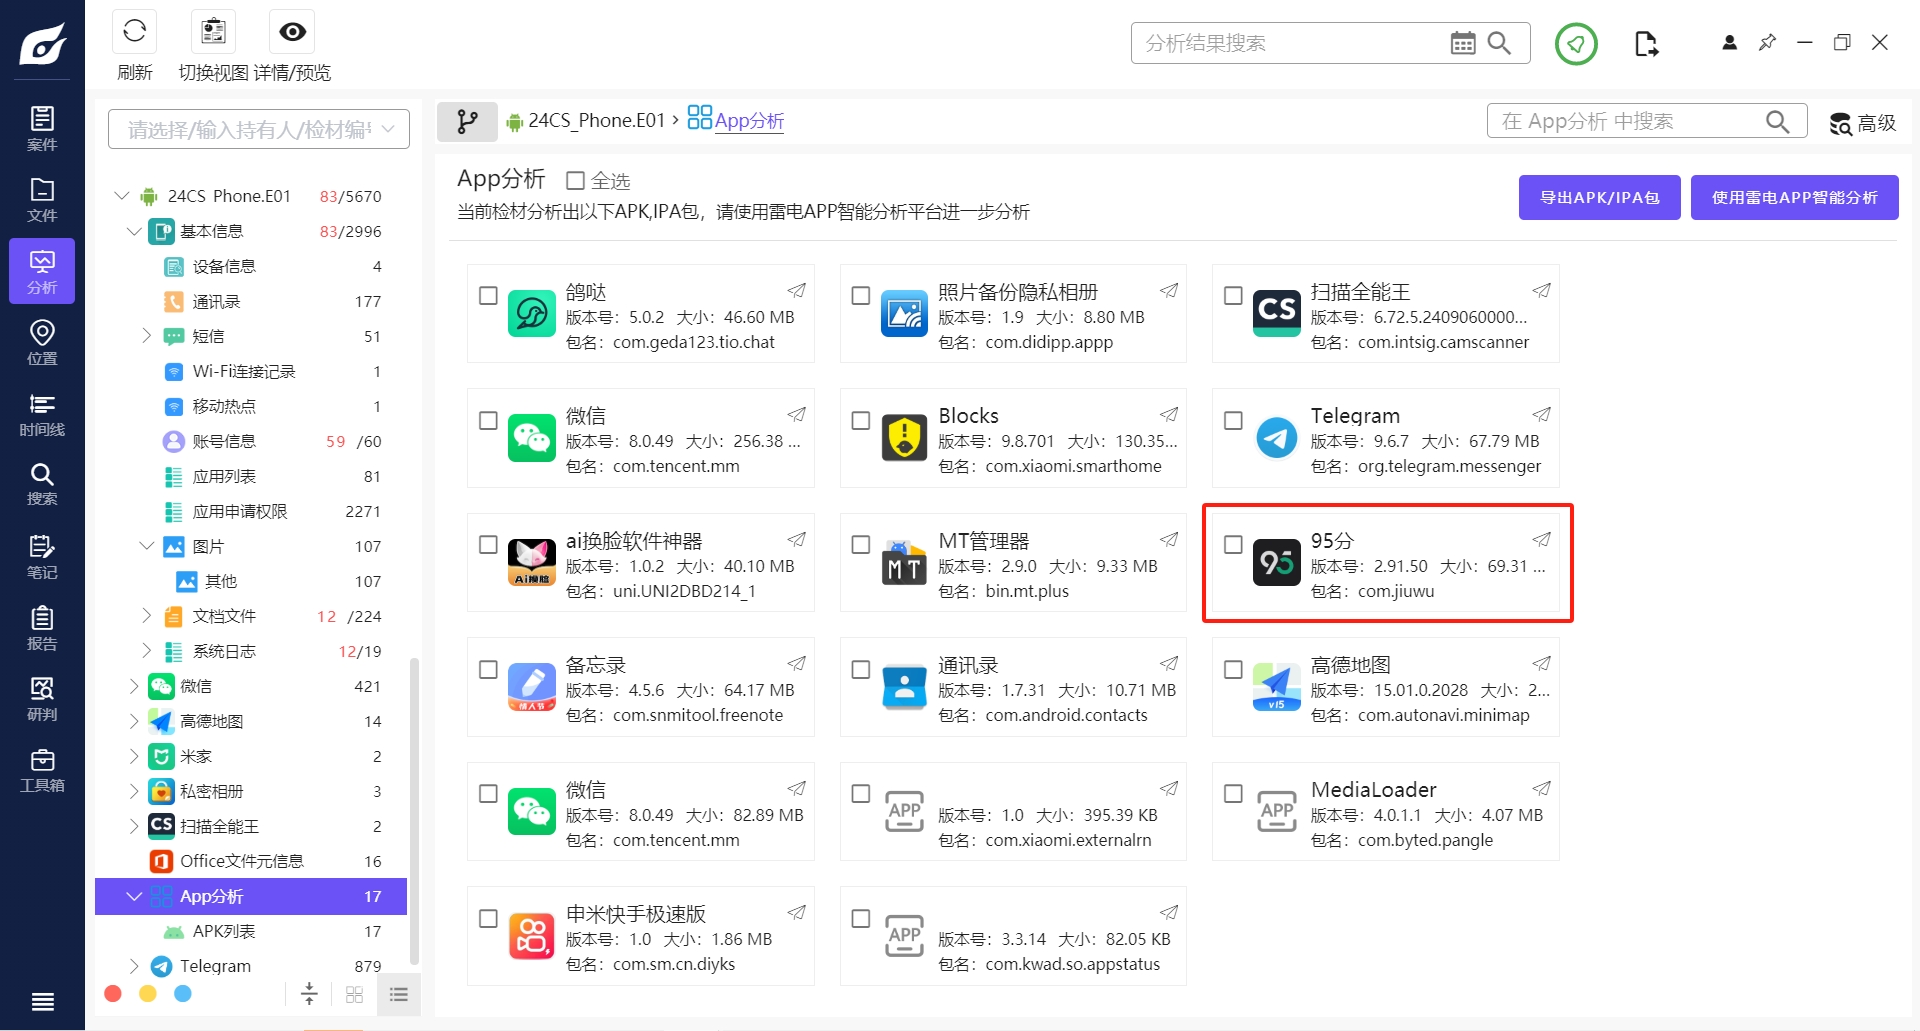 刷新
切换视图
详情/预览
分析结果搜索
案件
文件
分析
位置
时间线
搜索
笔记
报告
研判
工具箱
请选择/输入持有人/检材编号
24CS_Phone.E01 83/5670
基本信息 83/2996
设备信息 4
通讯录 177
短信 51
Wi-Fi连接记录 1
移动热点 1
账号信息 59 /60
应用列表 81
应用申请权限 2271
图片 107
其他 107
文档文件 12 /224
系统日志 12/19
微信 421
高德地图 14
米家 2
私密相册 3
CS 扫描全能王 2
Office文件元信息 16
App分析 17
APK列表 17
Telegram 879
24CS_Phone.E01 > App分析
在 App分析 中搜索
高级
App分析 全选
当前检材分析出以下APK,IPA包，请使用雷电APP智能分析平台进一步分析
导出APK/IPA包
使用雷电APP智能分析
鸽哒
版本号：5.0.2 大小：46.60 MB
包名：com.geda123.tio.chat
照片备份隐私相册
版本号：1.9 大小：8.80 MB
包名：com.didipp.appp
CS
扫描全能王
版本号：6.72.5.2409060000...
包名：com.intsig.camscanner
微信
版本号：8.0.49 大小：256.38 ...
包名：com.tencent.mm
Blocks
版本号：9.8.701 大小：130.35...
包名：com.xiaomi.smarthome
Telegram
版本号：9.6.7 大小：67.79 MB
包名：org.telegram.messenger
Ai换脸
ai换脸软件神器
版本号：1.0.2 大小：40.10 MB
包名：uni.UNI2DBD214_1
MT
MT管理器
版本号：2.9.0 大小：9.33 MB
包名：bin.mt.plus
95
95分
版本号：2.91.50 大小：69.31 ...
包名：com.jiuwu
情人节
备忘录
版本号：4.5.6 大小：64.17 MB
包名：com.snmitool.freenote
通讯录
版本号：1.7.31 大小：10.71 MB
包名：com.android.contacts
v15
高德地图
版本号：15.01.0.2028 大小：2...
包名：com.autonavi.minimap
微信
版本号：8.0.49 大小：82.89 MB
包名：com.tencent.mm
APP
版本号：1.0 大小：395.39 KB
包名：com.xiaomi.externalrn
APP
MediaLoader
版本号：4.0.1.1 大小：4.07 MB
包名：com.byted.pangle
申米快手极速版
版本号：1.0 大小：1.86 MB
包名：com.sm.cn.diyks
APP
版本号：3.3.14 大小：82.05 KB
包名：com.kwad.so.appstatus